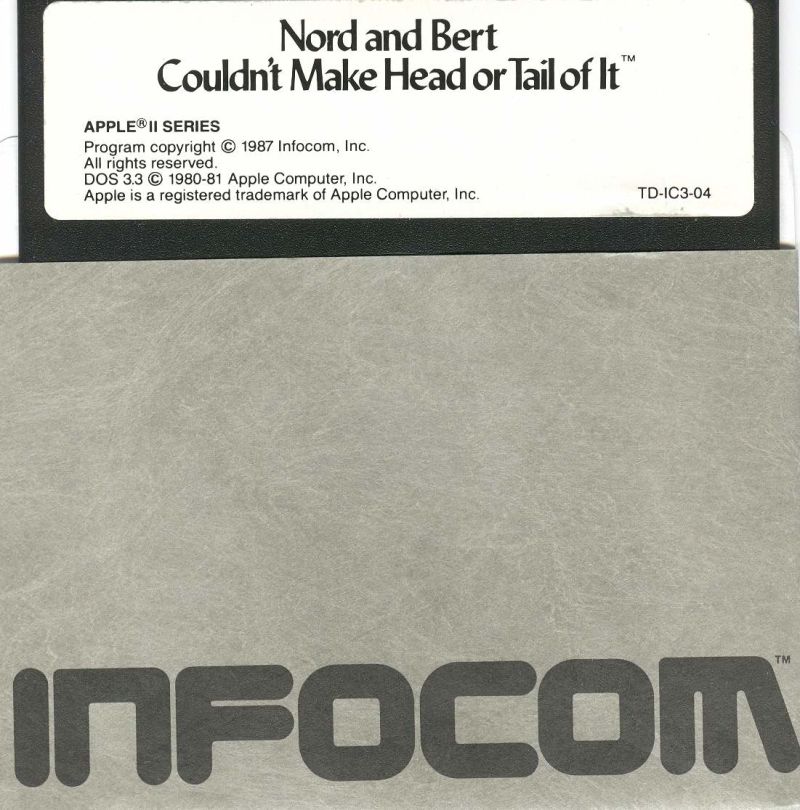 Nord and Bert
Couldn't Make Head or Tail of It™
APPLE® II SERIES
Program copyright © 1987 Infocom, Inc.
All rights reserved.
DOS 3.3 © 1980-81 Apple Computer, Inc.
Apple is a registered trademark of Apple Computer, Inc.
TD-IC3-04
INFOCOM™